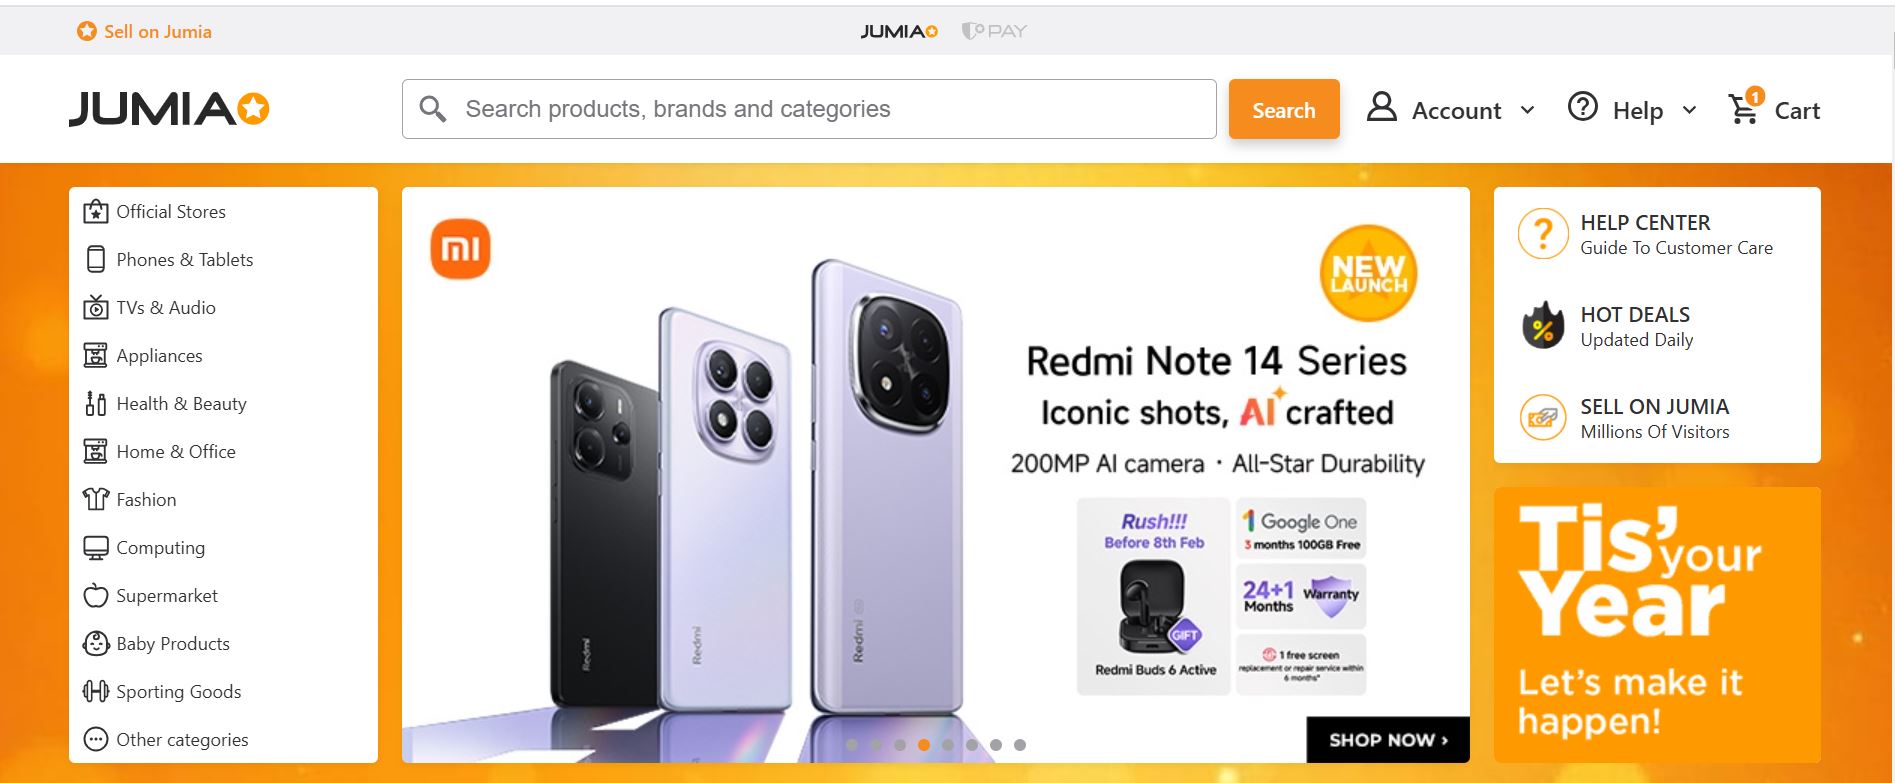 Sell on Jumia
JUMIA
PAY
JUMIA
Search products, brands and categories
Search
Account
Help
1
Cart
Official Stores
Phones & Tablets
TVs & Audio
Appliances
Health & Beauty
Home & Office
Fashion
Computing
Supermarket
Baby Products
Sporting Goods
Other categories
mi
Redmi
Redmi
Redmi
NEW
LAUNCH
Redmi Note 14 Series
Iconic shots, AI crafted
200MP AI camera · All-Star Durability
Rush!!!
Before 8th Feb
GIFT
Redmi Buds 6 Active
1 Google One
3 months 100GB Free
24+1
Months
Warranty
1 free screen
replacement or repair service within
6 months*
SHOP NOW ›
?
HELP CENTER
Guide To Customer Care
%
HOT DEALS
Updated Daily
SELL ON JUMIA
Millions Of Visitors
Tis' your
Year
Let's make it
happen!